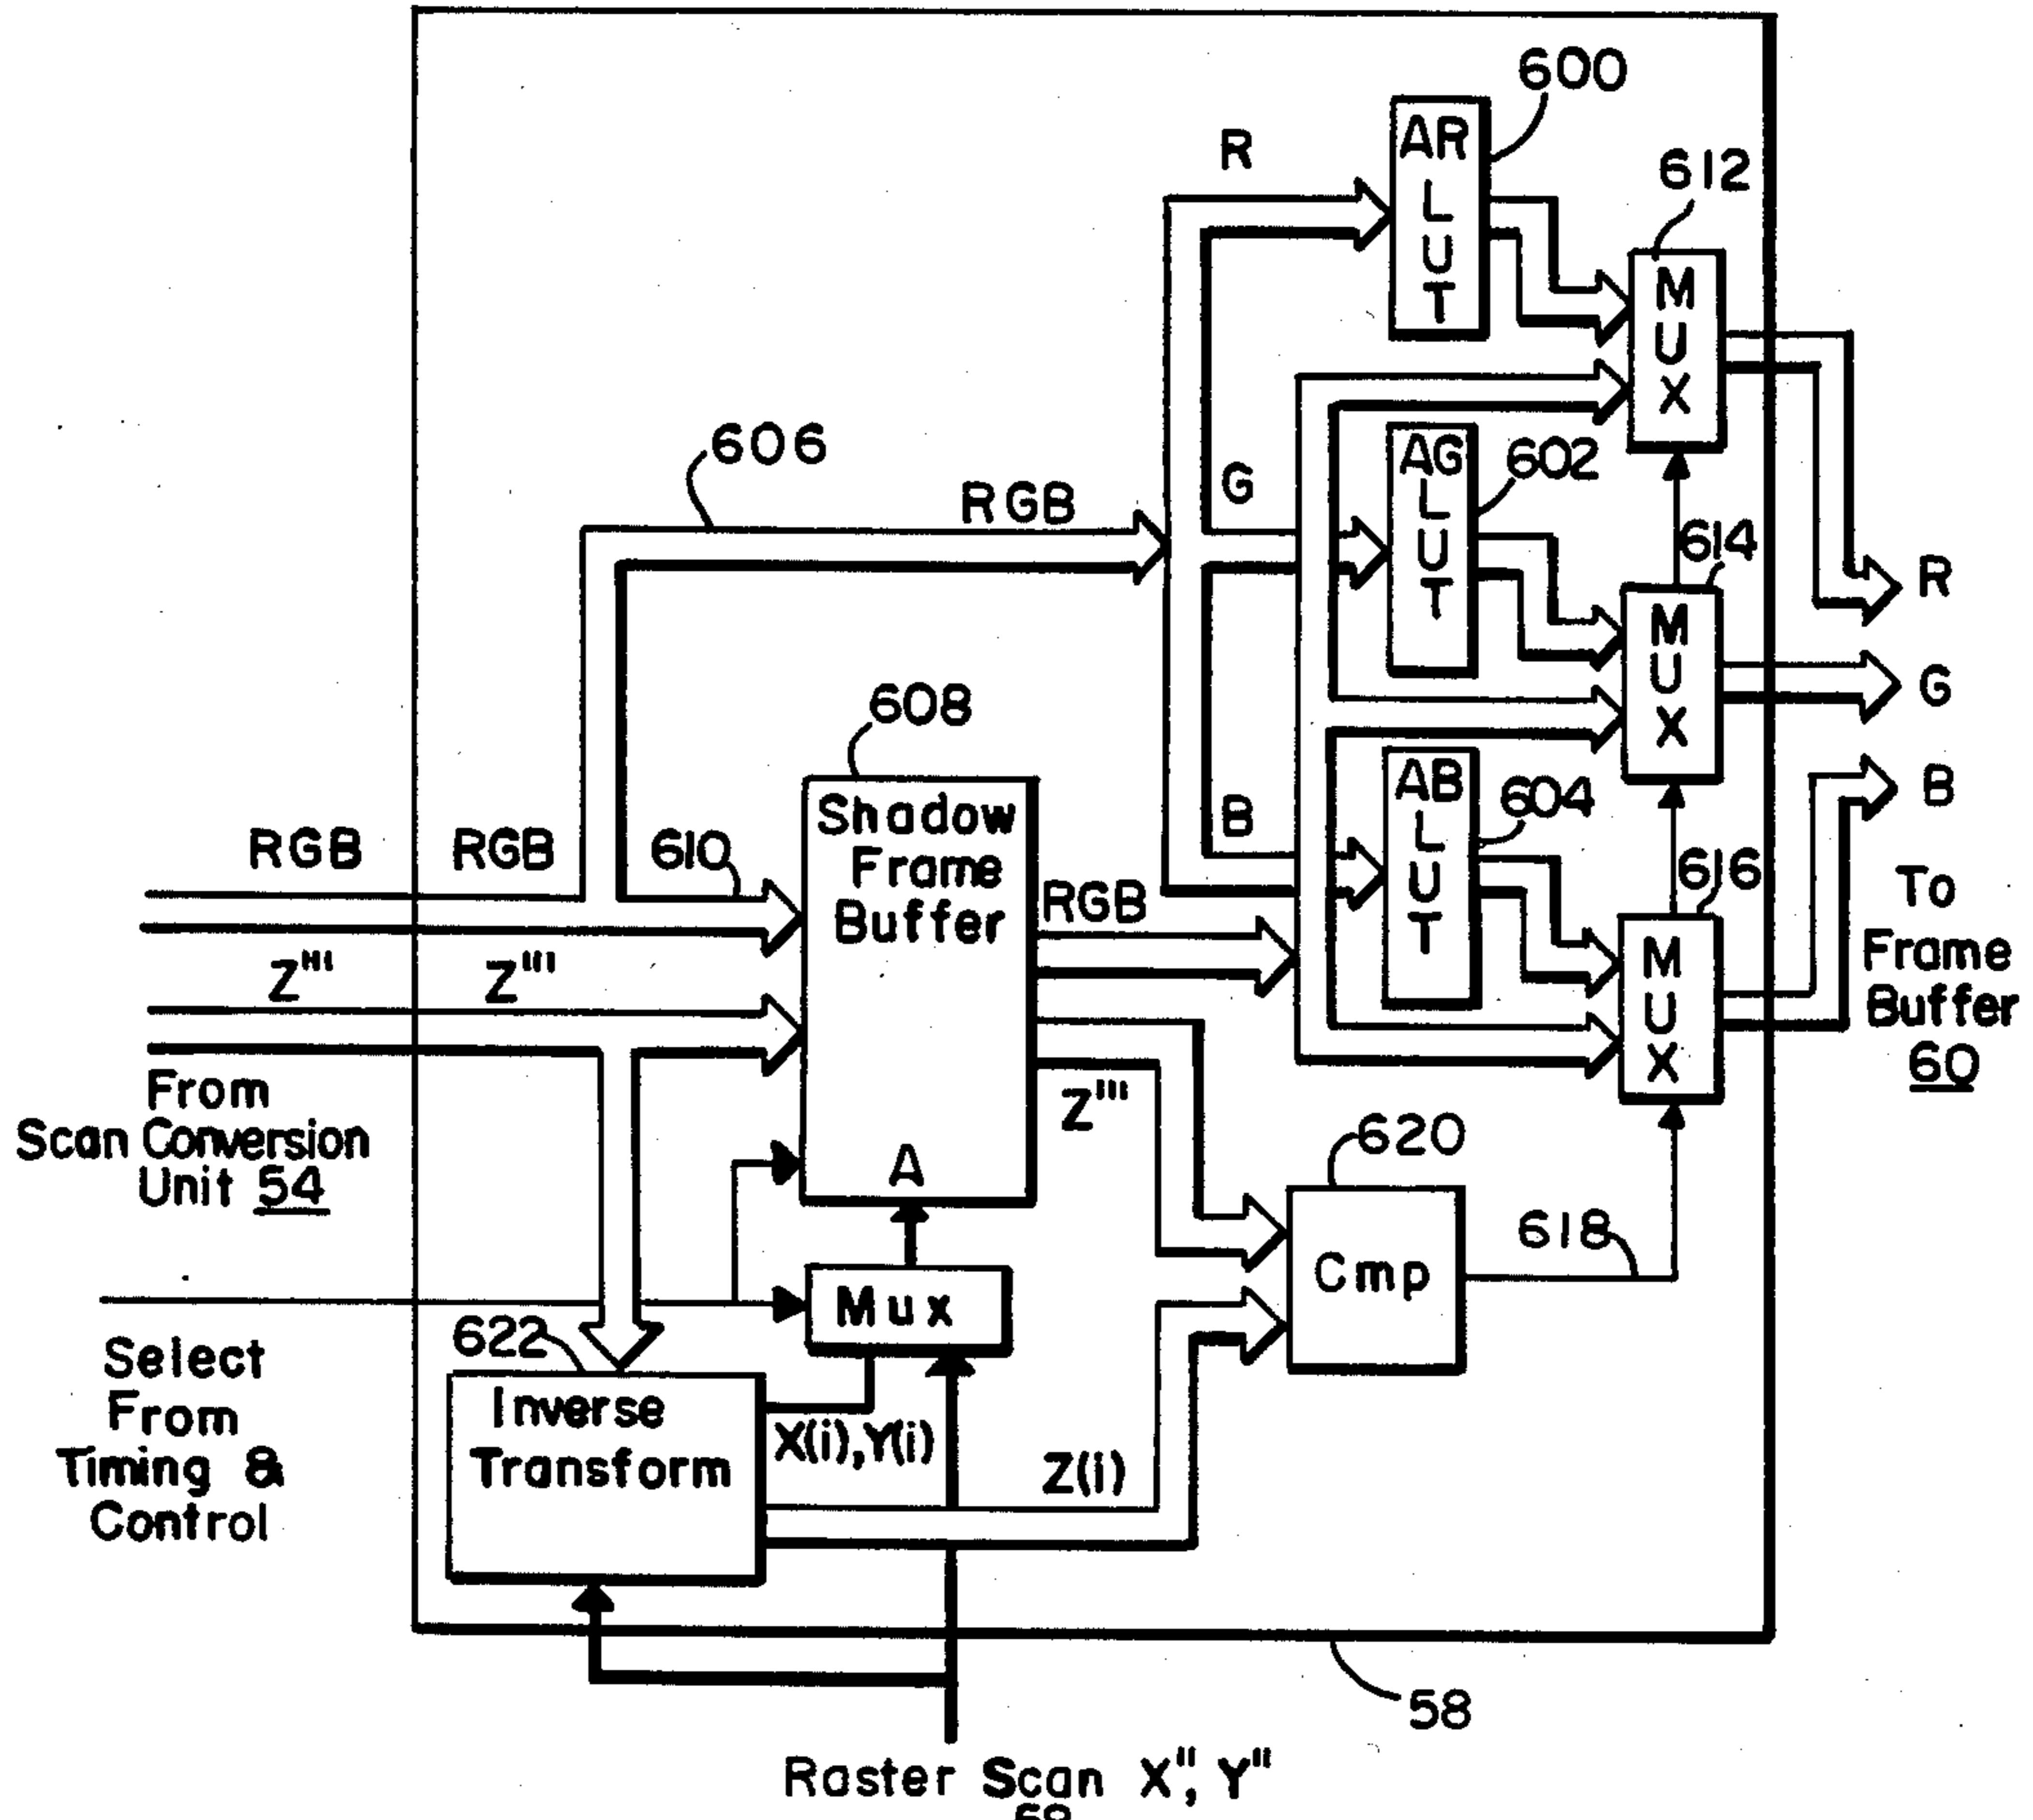 600
AR
L
U
T
R
612
M
U
X
606
RGB
G
AG
L
U
T
602
614
M
U
X
R
G
B
608
Shadow
Frame
Buffer
A
B
AB
L
U
T
604
616
M
U
X
To
Frame
Buffer
60
RGB
RGB
610
RGB
Z''''
Z''''
Z''''
From
Scan Conversion
Unit 54
620
Cmp
618
Mux
Select
From
Timing &
Control
622
Inverse
Transform
X(i),Y(i)
Z(i)
58
Raster Scan X", Y"